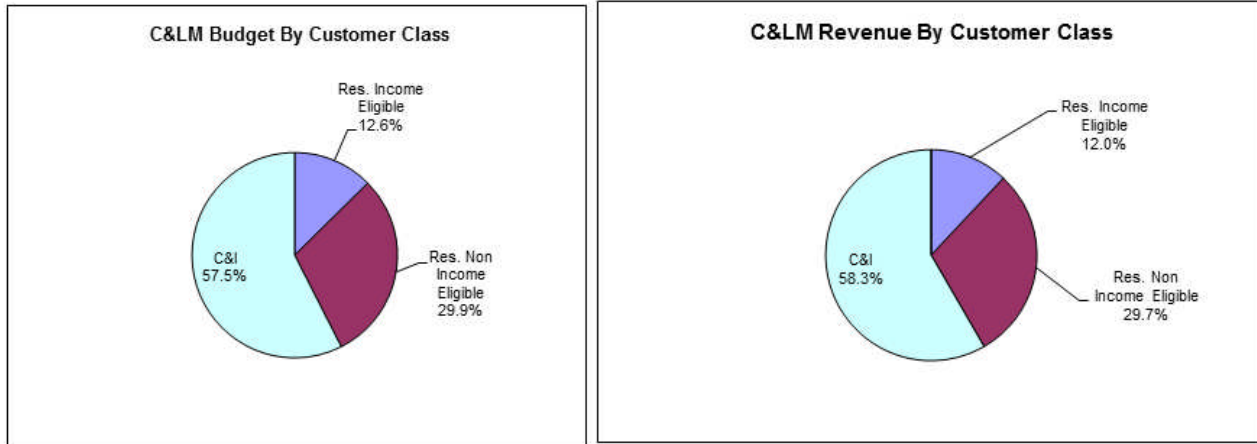 C&LM Budget By Customer Class
Res. Income
Eligible
12.6%
C&I
57.5%
Res. Non
Income
Eligible
29.9%
C&LM Revenue By Customer Class
Res. Income
Eligible
12.0%
C&I
58.3%
Res. Non
Income Eligible
29.7%